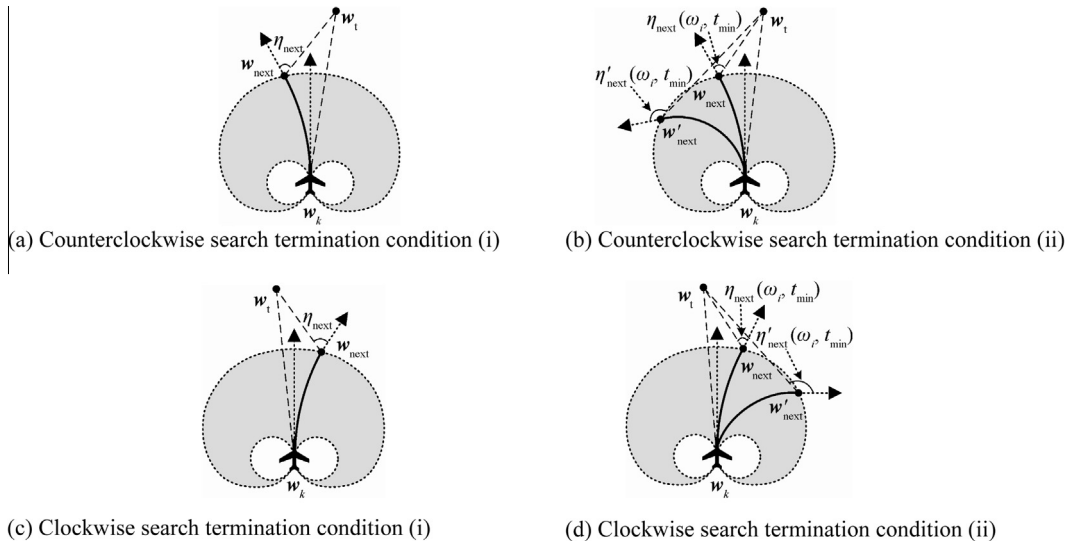 w_t
η_next
w_next
w_k
(a) Counterclockwise search termination condition (i)
η_next(ω_i, t_min)
w_t
η′_next(ω_i, t_min)
w_next
w′_next
w_k
(b) Counterclockwise search termination condition (ii)
w_t
η_next
w_next
w_k
(c) Clockwise search termination condition (i)
w_t
η_next(ω_i, t_min)
η′_next(ω_i, t_min)
w_next
w′_next
w_k
(d) Clockwise search termination condition (ii)